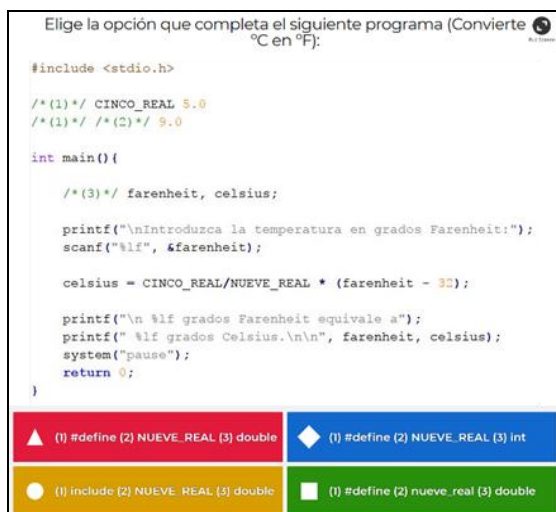 Elige la opción que completa el siguiente programa (Convierte
ºC en ºF):
#include <stdio.h>
/*(1)*/ CINCO_REAL 5.0
/*(1)*/ /*(2)*/ 9.0
int main(){
/*(3)*/ farenheit, celsius;
printf("\nIntroduzca la temperatura en grados Farenheit:");
scanf("%lf", &farenheit);
celsius = CINCO_REAL/NUEVE_REAL * (farenheit - 32);
printf("\n %lf grados Farenheit equivale a");
printf(" %lf grados Celsius.\n\n", farenheit, celsius);
system("pause");
return 0;
}
(1) #define (2) NUEVE_REAL (3) double
(1) #define (2) NUEVE_REAL (3) int
(1) include (2) NUEVE_REAL (3) double
(1) #define (2) nueve_real (3) double